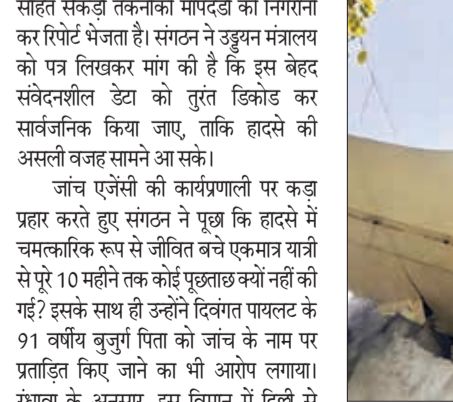 सहित सैकड़ों तकनीकी मापदंडों की निगरानी
कर रिपोर्ट भेजता है। संगठन ने उड्डयन मंत्रालय
को पत्र लिखकर मांग की है कि इस बेहद
संवेदनशील डेटा को तुरंत डिकोड कर
सार्वजनिक किया जाए, ताकि हादसे की
असली वजह सामने आ सके।
जांच एजेंसी की कार्यप्रणाली पर कड़ा
प्रहार करते हुए संगठन ने पूछा कि हादसे में
चमत्कारिक रूप से जीवित बचे एकमात्र यात्री
से पूरे 10 महीने तक कोई पूछताछ क्यों नहीं की
गई? इसके साथ ही उन्होंने दिवंगत पायलट के
91 वर्षीय बुजुर्ग पिता को जांच के नाम पर
प्रताड़ित किए जाने का भी आरोप लगाया।
रंधावा के अनुसार, इस विमान में दिल्ली से